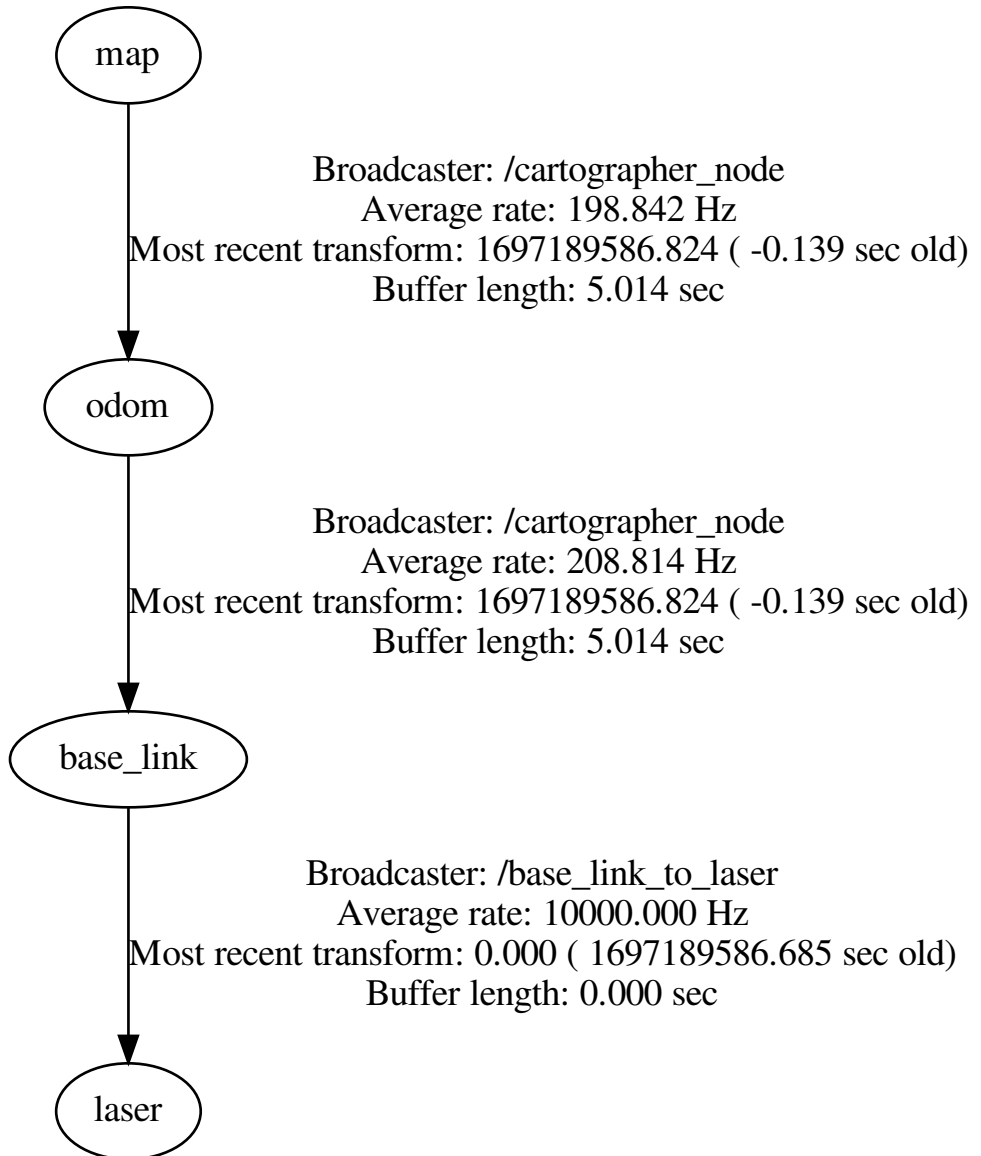 map
Broadcaster: /cartographer_node
Average rate: 198.842 Hz
Most recent transform: 1697189586.824 ( -0.139 sec old)
Buffer length: 5.014 sec
odom
Broadcaster: /cartographer_node
Average rate: 208.814 Hz
Most recent transform: 1697189586.824 ( -0.139 sec old)
Buffer length: 5.014 sec
base_link
Broadcaster: /base_link_to_laser
Average rate: 10000.000 Hz
Most recent transform: 0.000 ( 1697189586.685 sec old)
Buffer length: 0.000 sec
laser